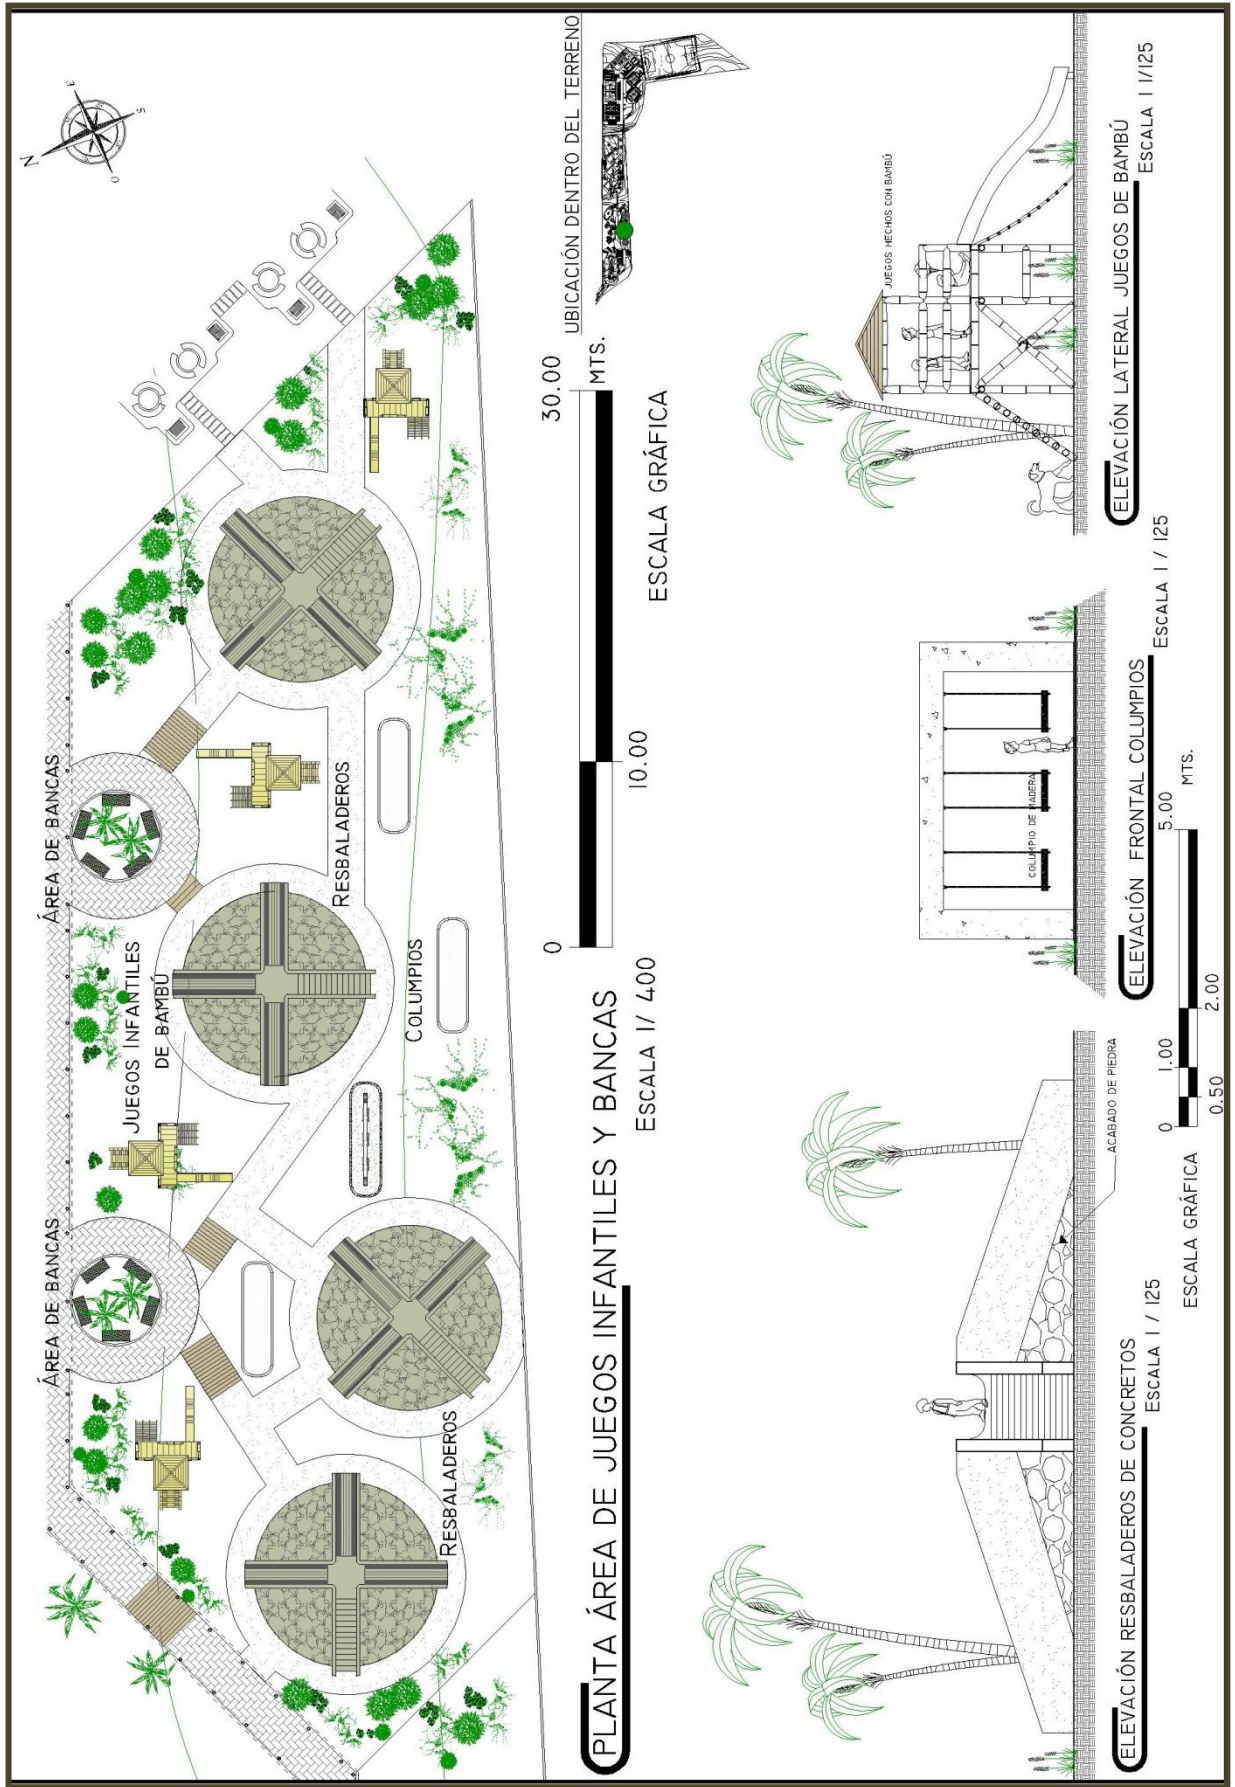 ÁREA DE BANCAS
ÁREA DE BANCAS
JUEGOS INFANTILES
DE BAMBÚ
RESBALADEROS
COLUMPIOS
RESBALADEROS
N
E
S
O
PLANTA ÁREA DE JUEGOS INFANTILES Y BANCAS
ESCALA 1/ 400
0
10.00
30.00
MTS.
ESCALA GRÁFICA
UBICACIÓN DENTRO DEL TERRENO
ACABADO DE PIEDRA
ELEVACIÓN RESBALADEROS DE CONCRETOS
ESCALA 1 / 125
COLUMPIO DE MADERA
ELEVACIÓN FRONTAL COLUMPIOS
ESCALA 1 / 125
JUEGOS HECHOS CON BAMBÚ
ELEVACIÓN LATERAL JUEGOS DE BAMBÚ
ESCALA 1 1/125
ESCALA GRÁFICA
0
0.50
1.00
2.00
5.00
MTS.